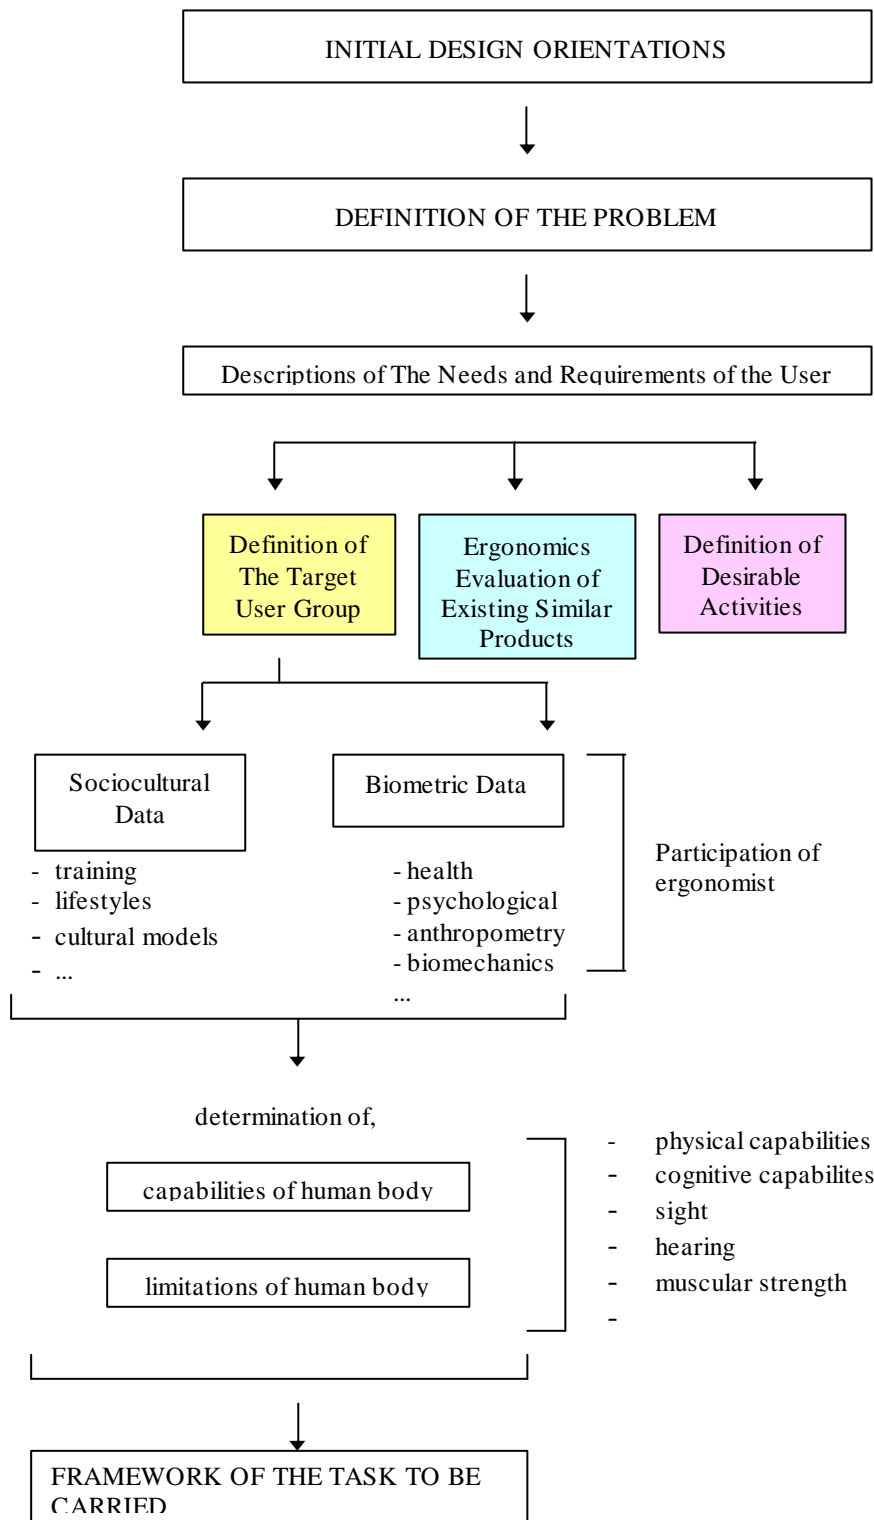 INITIAL DESIGN ORIENTATIONS
DEFINITION OF THE PROBLEM
Descriptions of The Needs and Requirements of the User
Definition of
The Target
User Group
Ergonomics
Evaluation of
Existing Similar
Products
Definition of
Desirable
Activities
Sociocultural
Data
- training
- lifestyles
- cultural models
- ...
Biometric Data
- health
- psychological
- anthropometry
- biomechanics
...
Participation of
ergonomist
determination of,
capabilities of human body
limitations of human body
- physical capabilities
- cognitive capabilites
- sight
- hearing
- muscular strength
-
FRAMEWORK OF THE TASK TO BE
CARRIED